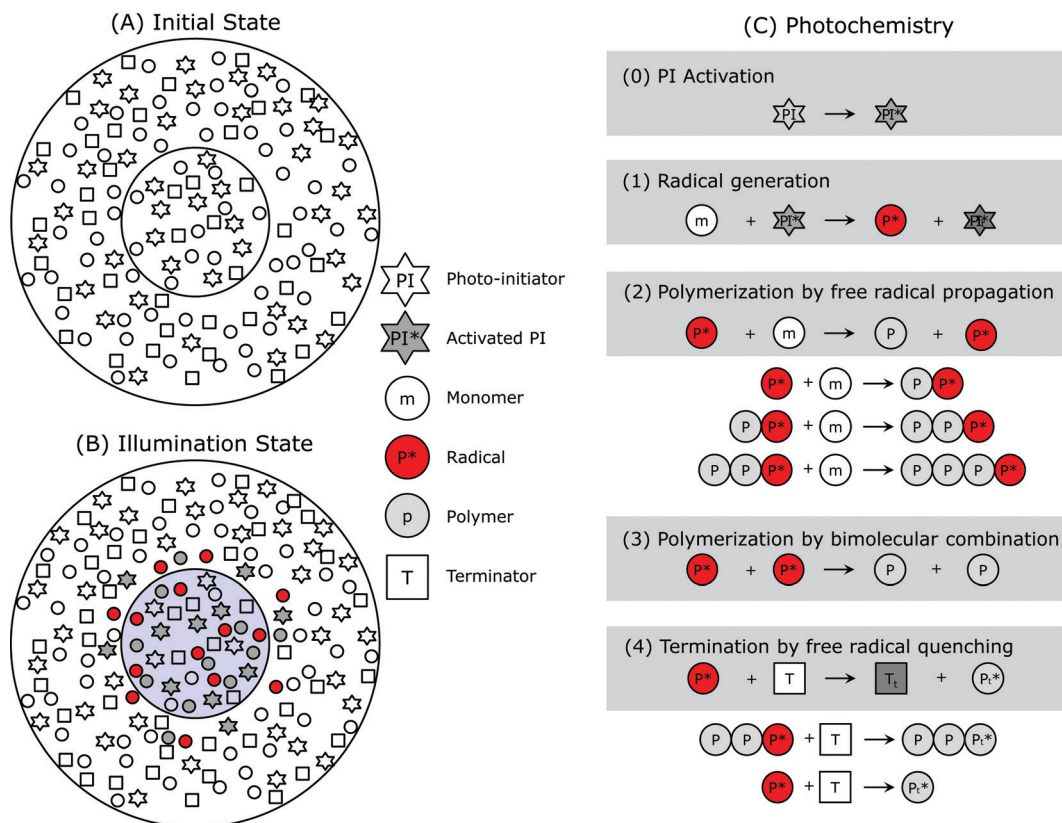 (A) Initial State
PI Photo-initiator
PI* Activated PI
m Monomer
P* Radical
p Polymer
T Terminator
(B) Illumination State
(C) Photochemistry
(0) PI Activation
PI → PI*
(1) Radical generation
m + PI* → P* +
(2) Polymerization by free radical propagation
P* + m → P + P*
P* + m → P P*
P P* + m → P P P*
P P P* + m → P P P P*
(3) Polymerization by bimolecular combination
P* + P* → P + P
(4) Termination by free radical quenching
P* + T → Tt + Pt*
P P P* + T → P P Pt*
P* + T → Pt*